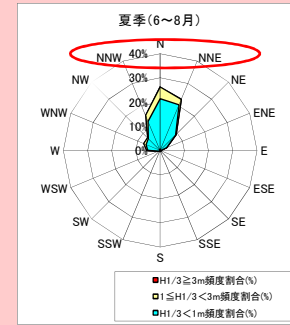 夏季(6～8月)
N
40%
NNW
NNE
30%
NW
NE
20%
WNW
ENE
10%
0%
W
E
WSW
ESE
SW
SE
SSW
SSE
S
H1/3≧3m頻度割合(%)
1≦H1/3<3m頻度割合(%)
H1/3<1m頻度割合(%)